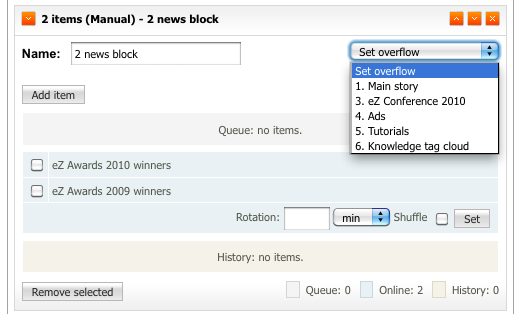 2 items (Manual) - 2 news block
Name: 2 news block
Set overflow
Set overflow
1. Main story
3. eZ Conference 2010
4. Ads
5. Tutorials
6. Knowledge tag cloud
Add item
Queue: no items.
eZ Awards 2010 winners
eZ Awards 2009 winners
Rotation: min Shuffle Set
History: no items.
Remove selected Queue: 0 Online: 2 History: 0